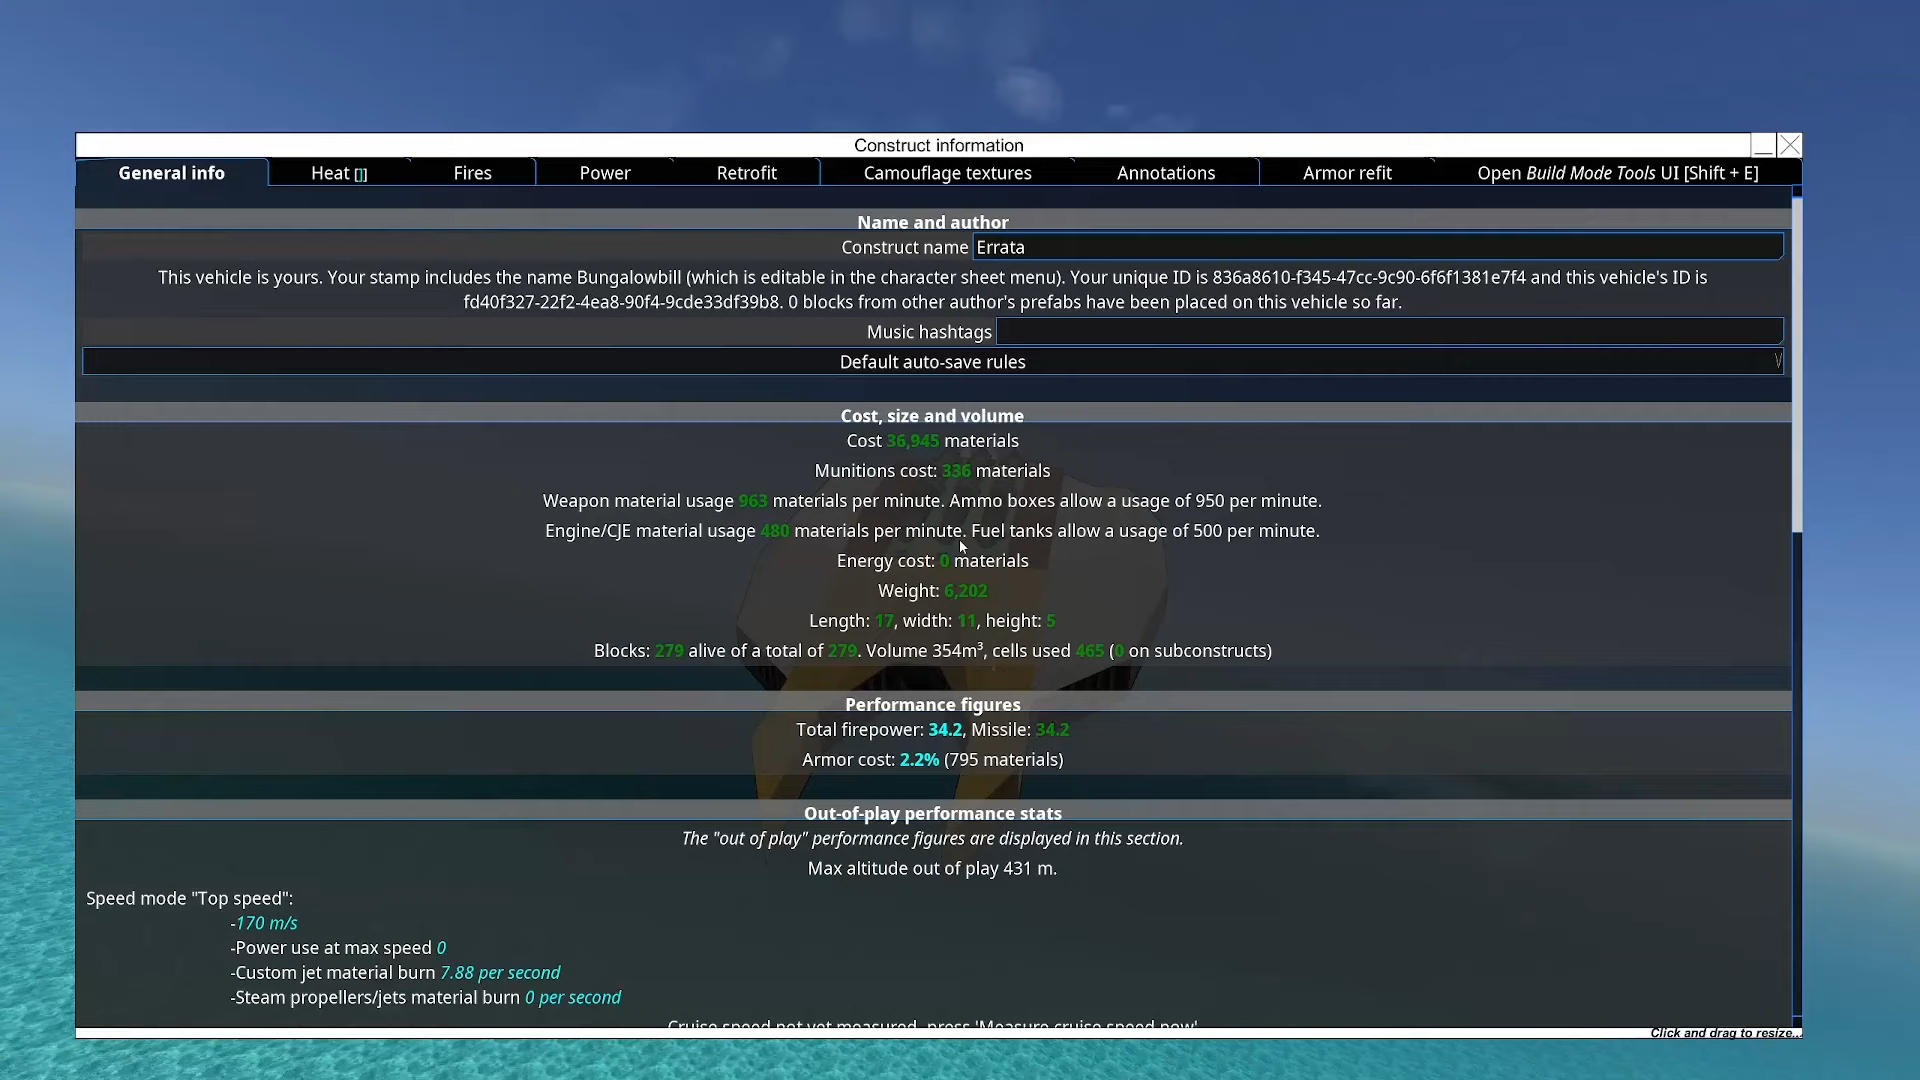 Construct information
General info
Heat []
Fires
Power
Retrofit
Camouflage textures
Annotations
Armor refit
Open Build Mode Tools UI [Shift + E]
Name and author
Construct name Errata
This vehicle is yours. Your stamp includes the name Bungalowbill (which is editable in the character sheet menu). Your unique ID is 836a8610-f345-47cc-9c90-6f6f1381e7f4 and this vehicle's ID is
fd40f327-22f2-4ea8-90f4-9cde33df39b8. 0 blocks from other author's prefabs have been placed on this vehicle so far.
Music hashtags
Default auto-save rules
Cost, size and volume
Cost 36,945 materials
Munitions cost: 336 materials
Weapon material usage 963 materials per minute. Ammo boxes allow a usage of 950 per minute.
Engine/CJE material usage 480 materials per minute. Fuel tanks allow a usage of 500 per minute.
Energy cost: 0 materials
Weight: 6,202
Length: 17, width: 11, height: 5
Blocks: 279 alive of a total of 279. Volume 354m³, cells used 465 (0 on subconstructs)
Performance figures
Total firepower: 34.2, Missile: 34.2
Armor cost: 2.2% (795 materials)
Out-of-play performance stats
The "out of play" performance figures are displayed in this section.
Max altitude out of play 431 m.
Speed mode "Top speed":
-170 m/s
-Power use at max speed 0
-Custom jet material burn 7.88 per second
-Steam propellers/jets material burn 0 per second
Cruise speed not yet measured, press 'Measure cruise speed now'
Click and drag to resize...